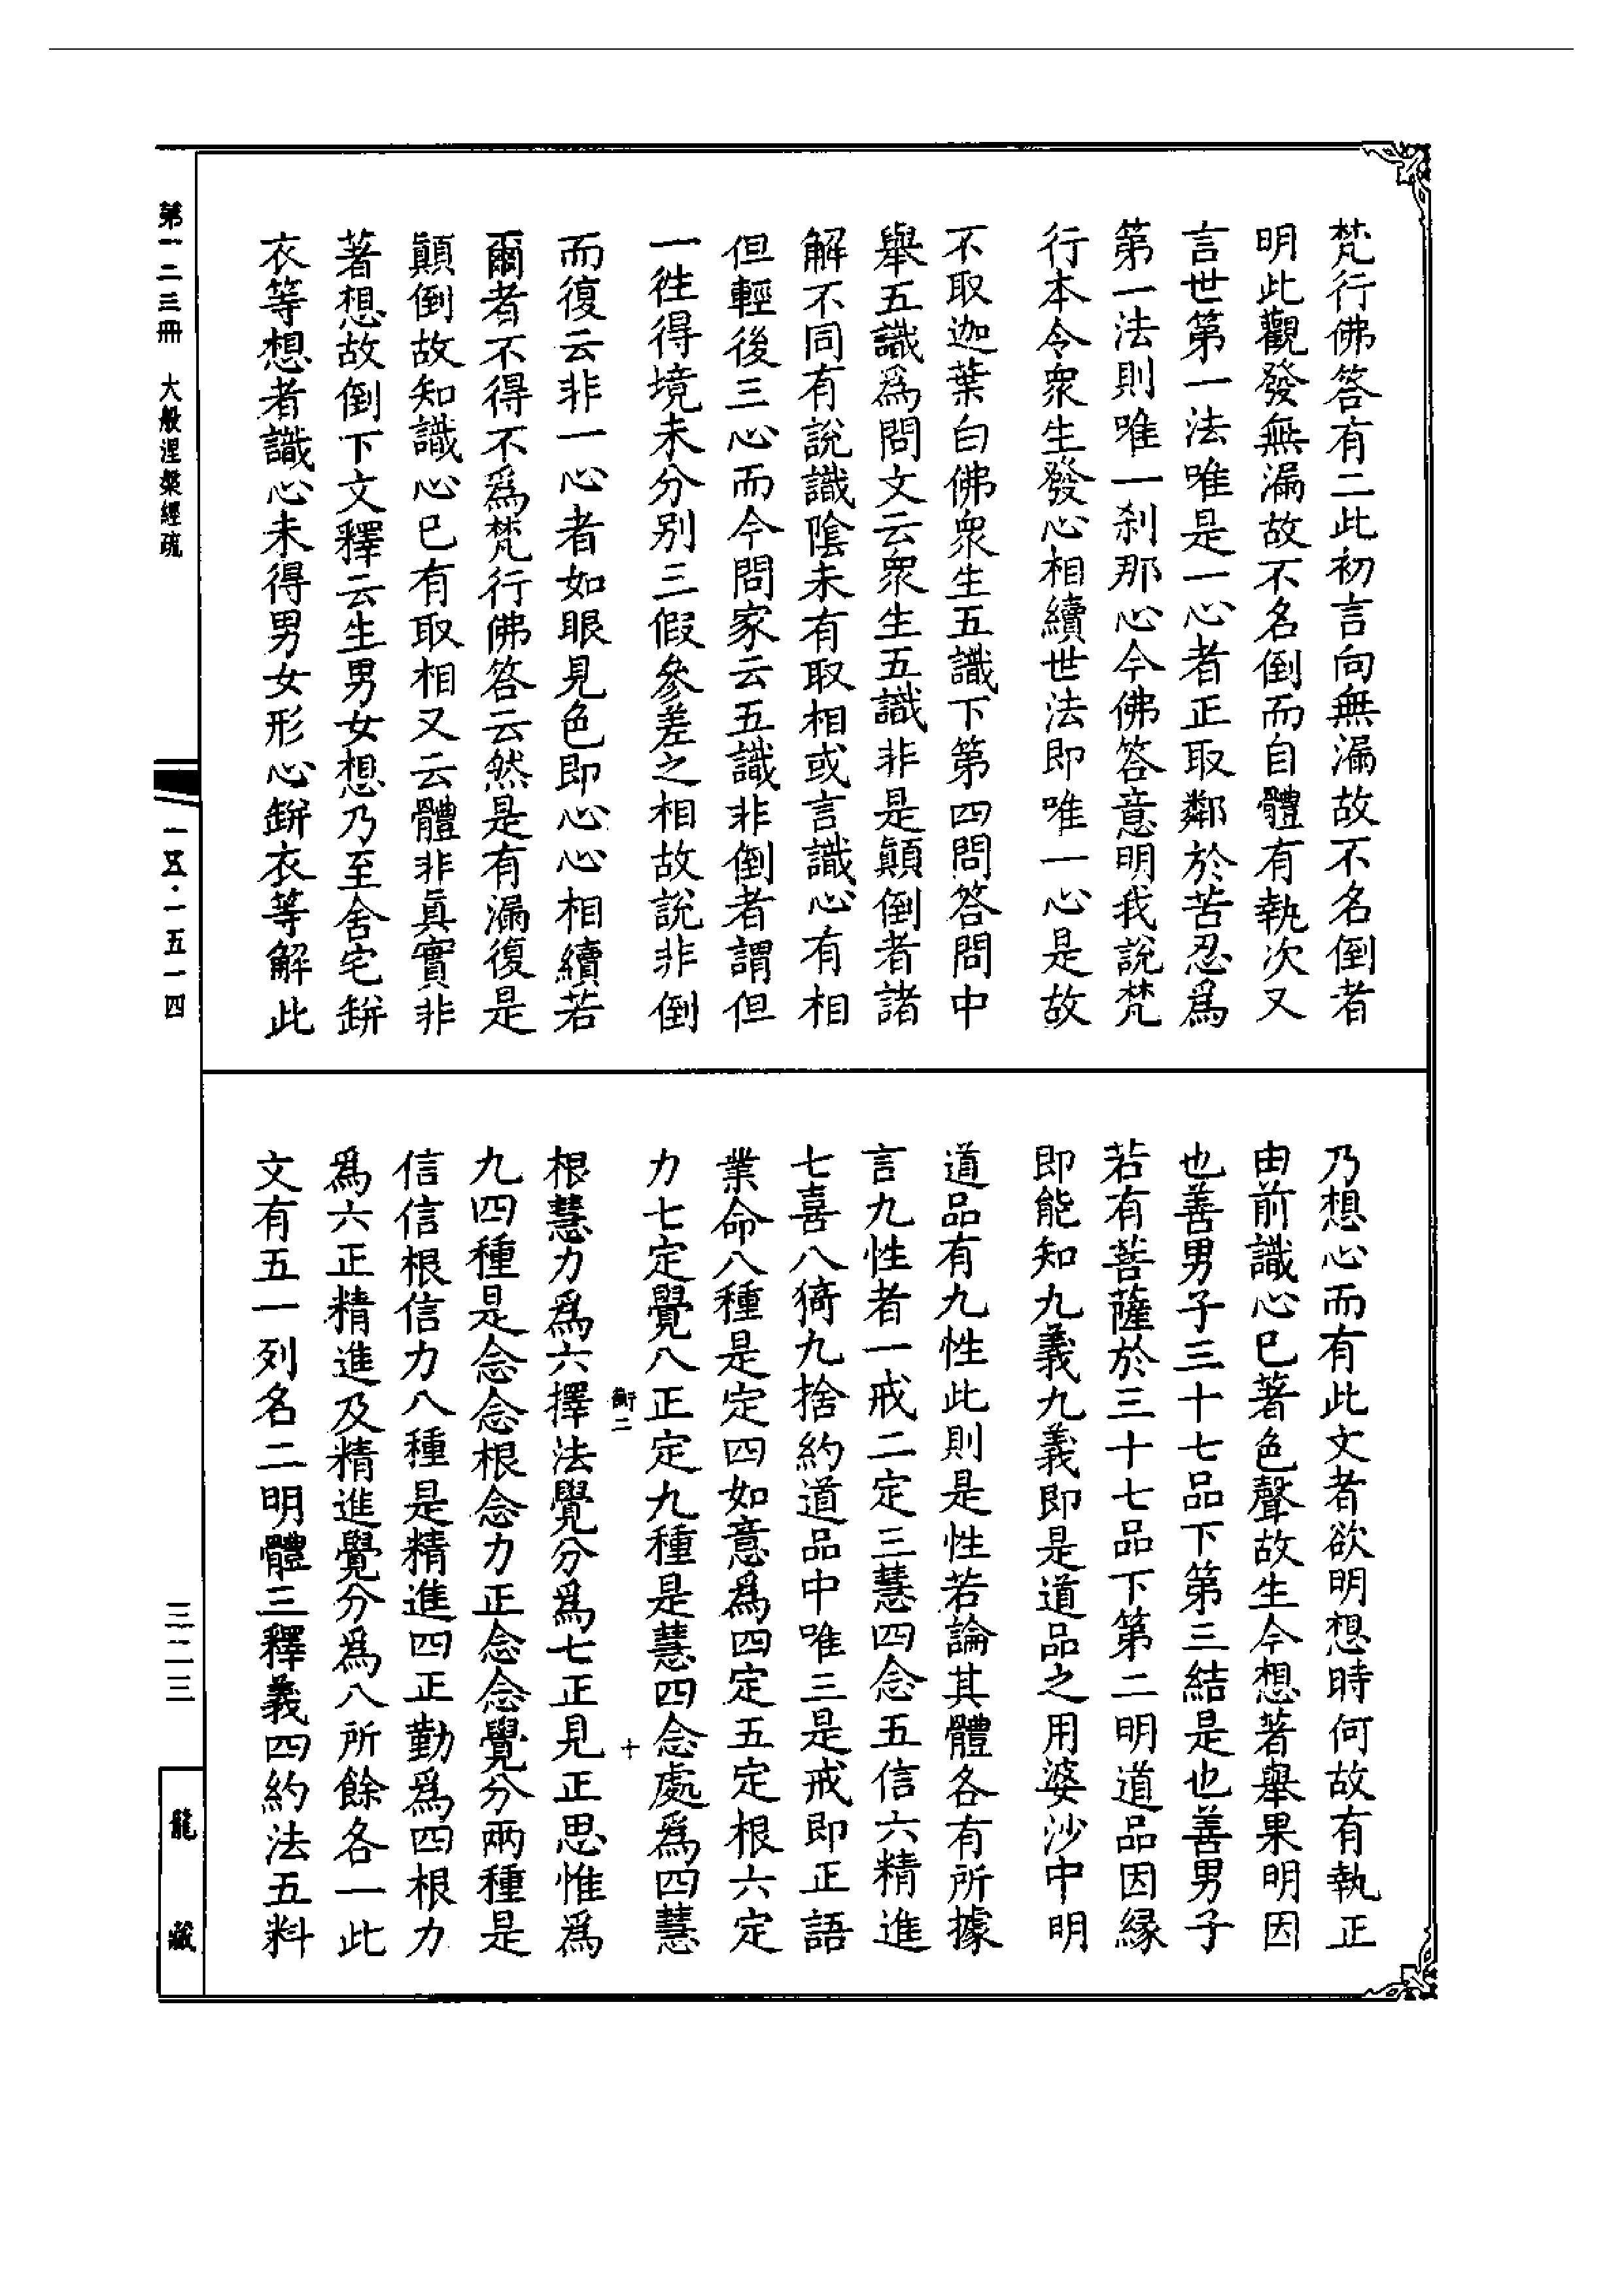 梵行佛答有二此初言向無漏故不名倒者
明此觀發無漏故不名倒而自體有執次又
言世第一法唯是一心者正取鄰於苦忍爲
第一法則唯一刹那心今佛答意明我說梵
行本令衆生發心相續世法即唯一心是故
不取迦葉白佛衆生五識下第四問答問中
舉五識爲問文云衆生五識非是顛倒者諸
解不同有說識陰未有取相或言識心有相
但輕後三心而今問家云五識非倒者謂但
一徃得境未分别三假參差之相故說非倒
而復云非一心者如眼見色即心心相續若
爾者不得不爲梵行佛答云然是有漏復是
顛倒故知識心已有取相又云體非眞實非
著想故倒下文釋云生男女想乃至舍宅缾
衣等想者識心未得男女形心缾衣等解此
乃想心而有此文者欲明想時何故有執正
由前識心已著色聲故生今想著舉果明因
也善男子三十七品下第三結是也善男子
若有菩薩於三十七品下第二明道品因緣
即能知九義九義即是道品之用婆沙中明
道品有九性此則是性若論其體各有所據
言九性者一戒二定三慧四念五信六精進
七喜八猗九捨約道品中唯三是戒即正語
業命八種是定四如意爲四定五定根六定
力七定覺八正定九種是慧四念處爲四慧
衡二
十
根慧力爲六擇法覺分爲七正見正思惟爲
九四種是念念根念力正念念覺分兩種是
信信根信力八種是精進四正勤爲四根力
爲六正精進及精進覺分爲八所餘各一此
文有五一列名二明體三釋義四約法五料
第一二三冊 大般涅槃經疏
一五五·一五一四
三二三
龍藏